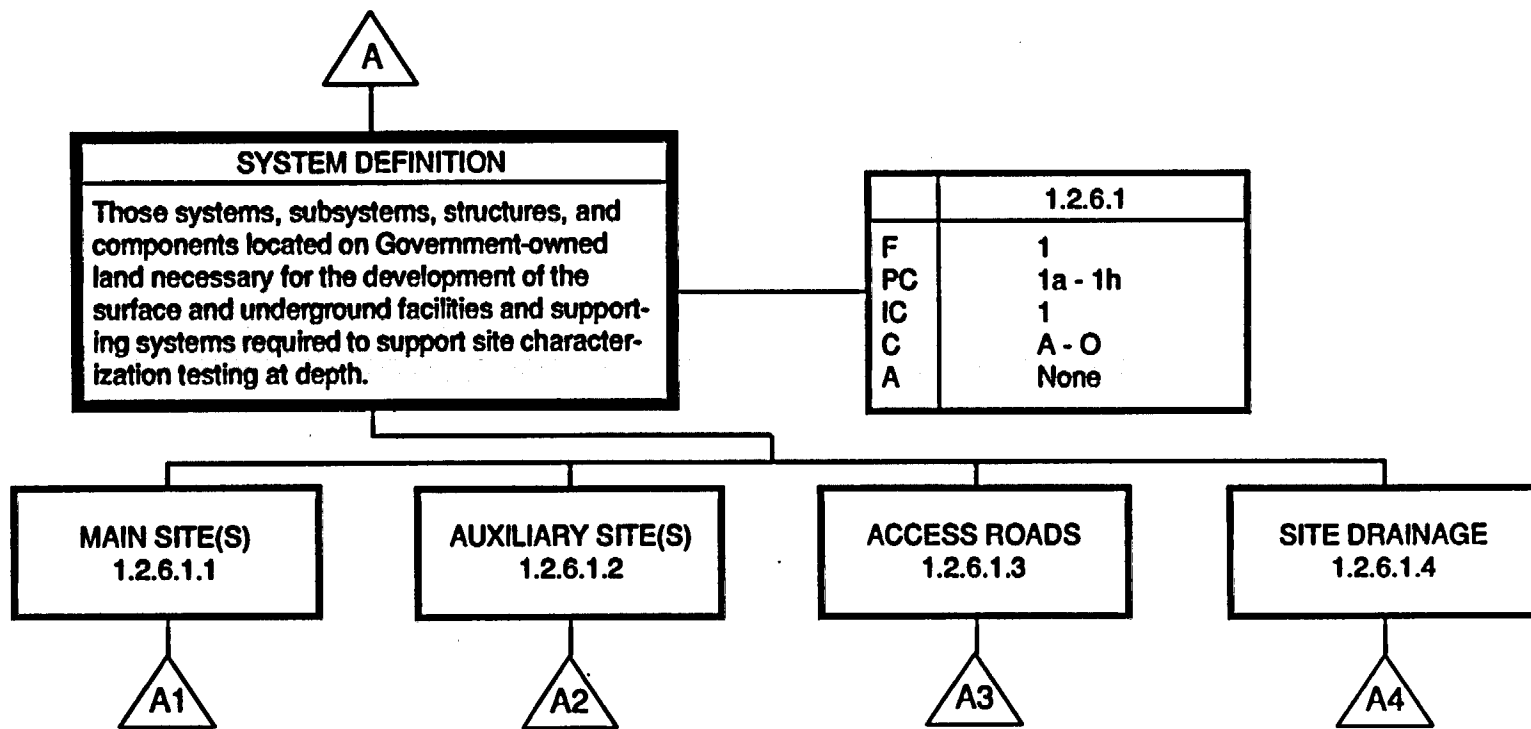 A
SYSTEM DEFINITION
Those systems, subsystems, structures, and
components located on Government-owned
land necessary for the development of the
surface and underground facilities and support-
ing systems required to support site character-
ization testing at depth.
1.2.6.1
F 1
PC 1a - 1h
IC 1
C A - O
A None
MAIN SITE(S)
1.2.6.1.1
AUXILIARY SITE(S)
1.2.6.1.2
ACCESS ROADS
1.2.6.1.3
SITE DRAINAGE
1.2.6.1.4
A1
A2
A3
A4